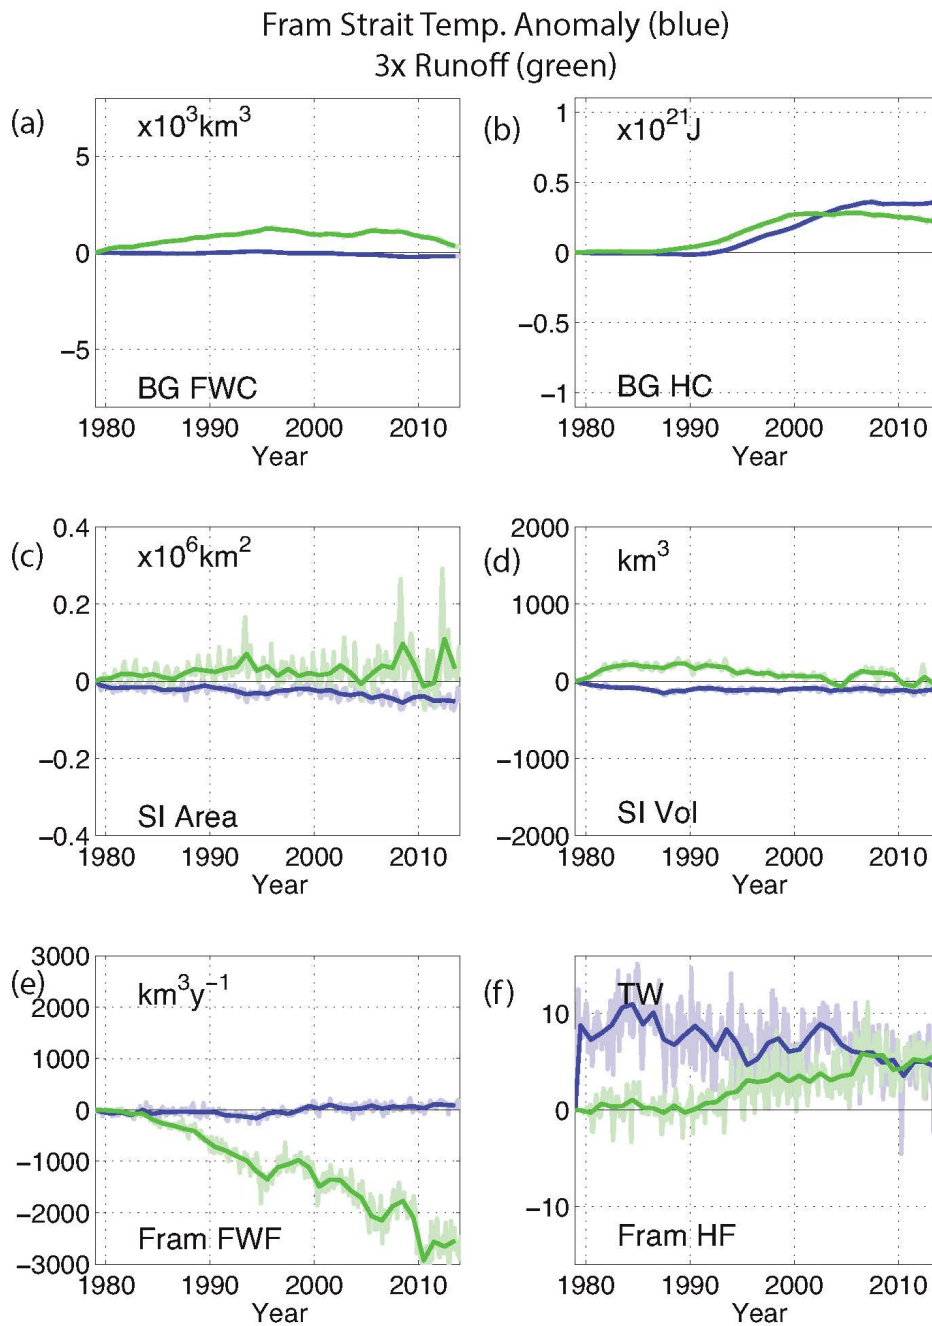 Fram Strait Temp. Anomaly (blue)
3x Runoff (green)
(a)
x10³km³
5
0
−5
BG FWC
1980 1990 2000 2010
Year
(b)
x10²¹J
1
0.5
0
−0.5
−1
BG HC
1980 1990 2000 2010
Year
(c)
x10⁶km²
0.4
0.2
0
−0.2
−0.4
SI Area
1980 1990 2000 2010
Year
(d)
km³
2000
1000
0
−1000
−2000
SI Vol
1980 1990 2000 2010
Year
(e)
km³y⁻¹
3000
2000
1000
0
−1000
−2000
−3000
Fram FWF
1980 1990 2000 2010
Year
(f)
TW
10
0
−10
Fram HF
1980 1990 2000 2010
Year